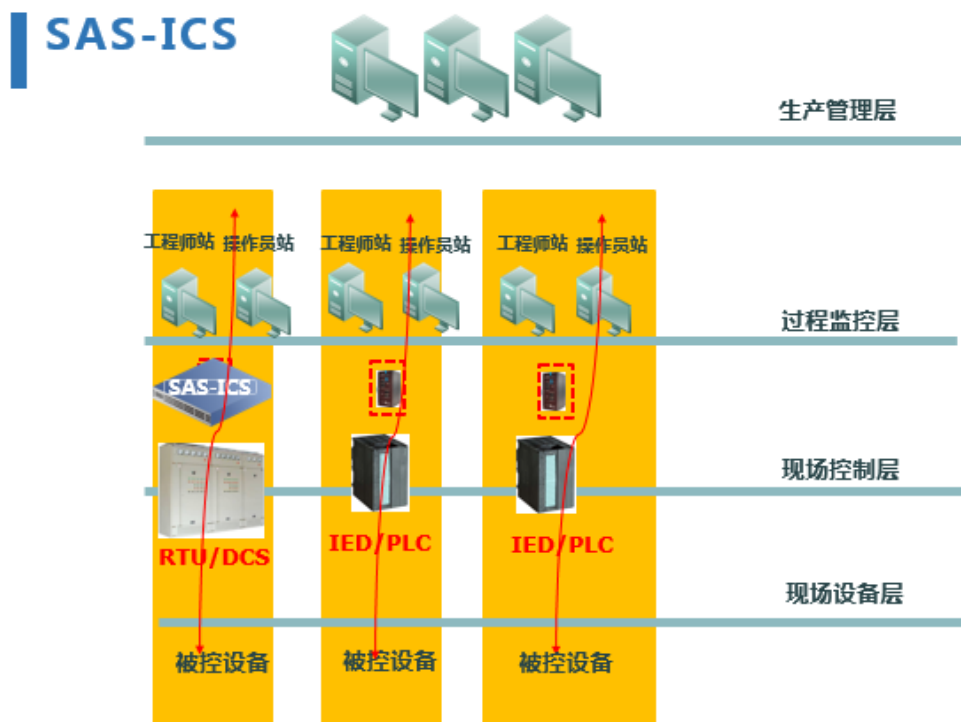 SAS-ICS
生产管理层
工程师站 操作员站 工程师站 操作员站 工程师站 操作员站
过程监控层
SAS-ICS
现场控制层
RTU/DCS IED/PLC IED/PLC
现场设备层
被控设备 被控设备 被控设备